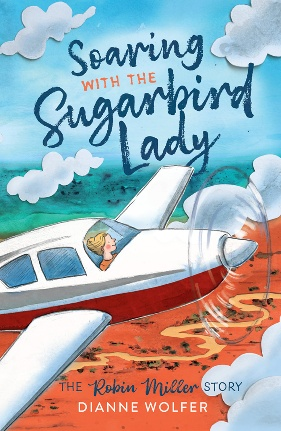 Soaring
WITH THE
Sugarbird
Lady
THE Robin Miller STORY
DIANNE WOLFER